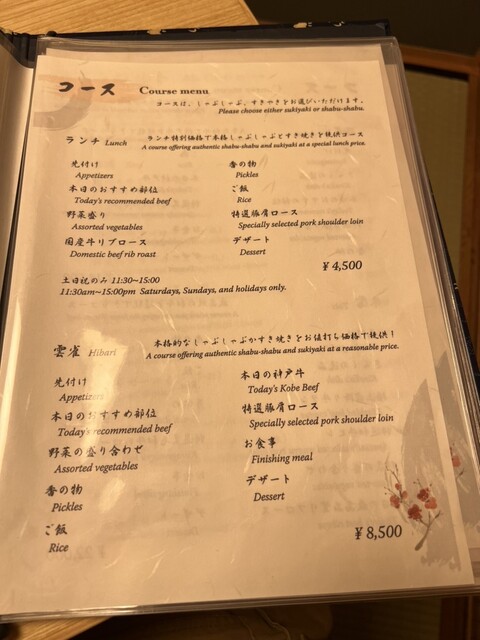 コース Course menu
コースは、しゃぶしゃぶ、すきやきをお選びいただけます。
Please choose either sukiyaki or shabu-shabu.
ランチ Lunch
ランチ特別価格で本格しゃぶしゃぶとすき焼きを提供コース
A course offering authentic shabu-shabu and sukiyaki at a special lunch price.
先付け
Appetizers
本日のおすすめ部位
Today's recommended beef
野菜盛り
Assorted vegetables
国産牛リブロース
Domestic beef rib roast
香の物
Pickles
ご飯
Rice
特選豚肩ロース
Specially selected pork shoulder loin
デザート
Dessert
¥4,500
土日祝のみ 11:30~15:00
11:30am~15:00pm Saturdays, Sundays, and holidays only.
雲雀 Hibari
本格的なしゃぶしゃぶかすき焼きをお値打ち価格で提供!
A course offering authentic shabu-shabu and sukiyaki at a reasonable price.
先付け
Appetizers
本日のおすすめ部位
Today's recommended beef
野菜の盛り合わせ
Assorted vegetables
香の物
Pickles
ご飯
Rice
本日の神戸牛
Today's Kobe Beef
特選豚肩ロース
Specially selected pork shoulder loin
お食事
Finishing meal
デザート
Dessert
¥8,500